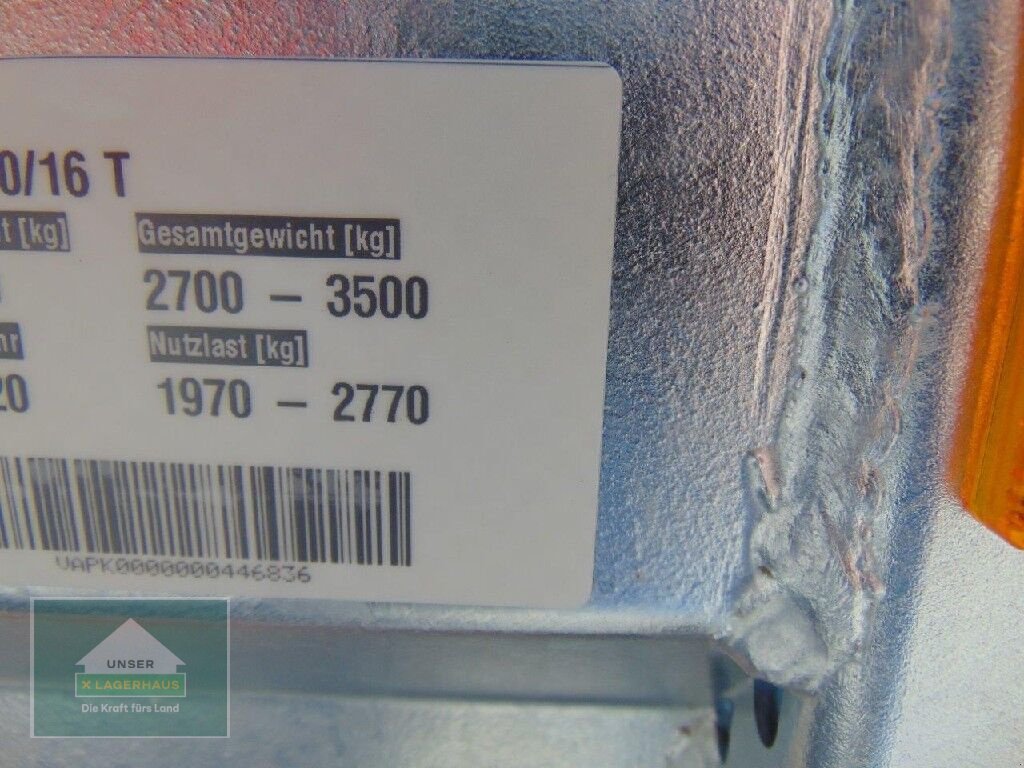 0/16 T
t [kg] Gesamtgewicht [kg]
2700 – 3500
hr Nutzlast [kg]
20 1970 – 2770
VAPK0000000446836
UNSER
X LAGERHAUS
Die Kraft fürs Land